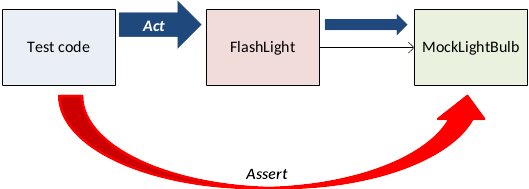 Test code
Act
FlashLight
MockLightBulb
Assert